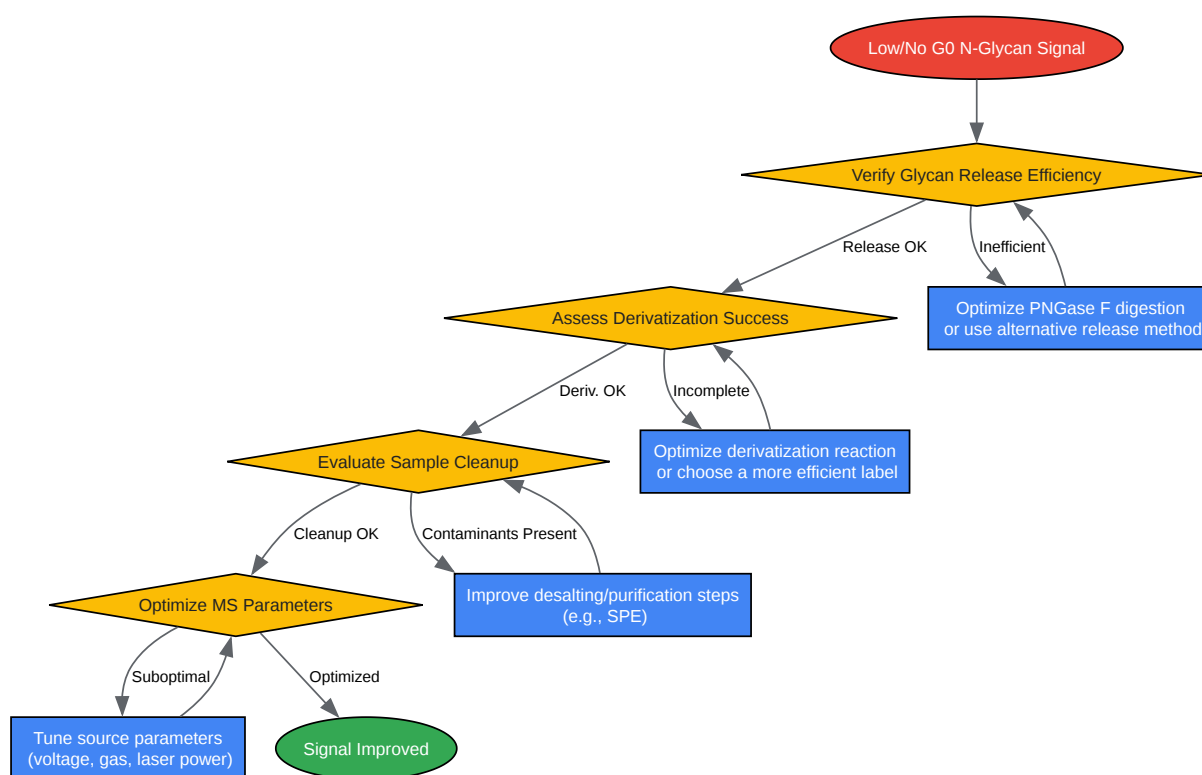 Low/No G0 N-Glycan Signal
Verify Glycan Release Efficiency
Release OK
Inefficient
Optimize PNGase F digestion
or use alternative release method
Assess Derivatization Success
Deriv. OK
Incomplete
Optimize derivatization reaction
or choose a more efficient label
Evaluate Sample Cleanup
Cleanup OK
Contaminants Present
Improve desalting/purification steps
(e.g., SPE)
Optimize MS Parameters
Suboptimal
Optimized
Tune source parameters
(voltage, gas, laser power)
Signal Improved